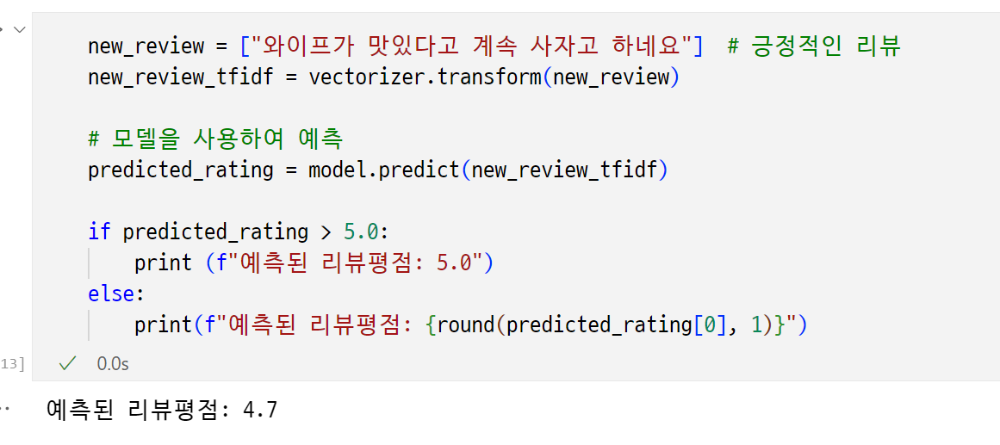 new_review = ["와이프가 맛있다고 계속 사자고 하네요"]  # 긍정적인 리뷰
new_review_tfidf = vectorizer.transform(new_review)
# 모델을 사용하여 예측
predicted_rating = model.predict(new_review_tfidf)
if predicted_rating > 5.0:
    print (f"예측된 리뷰평점: 5.0")
else:
    print(f"예측된 리뷰평점: {round(predicted_rating[0], 1)}")
13] ✓ 0.0s
예측된 리뷰평점: 4.7